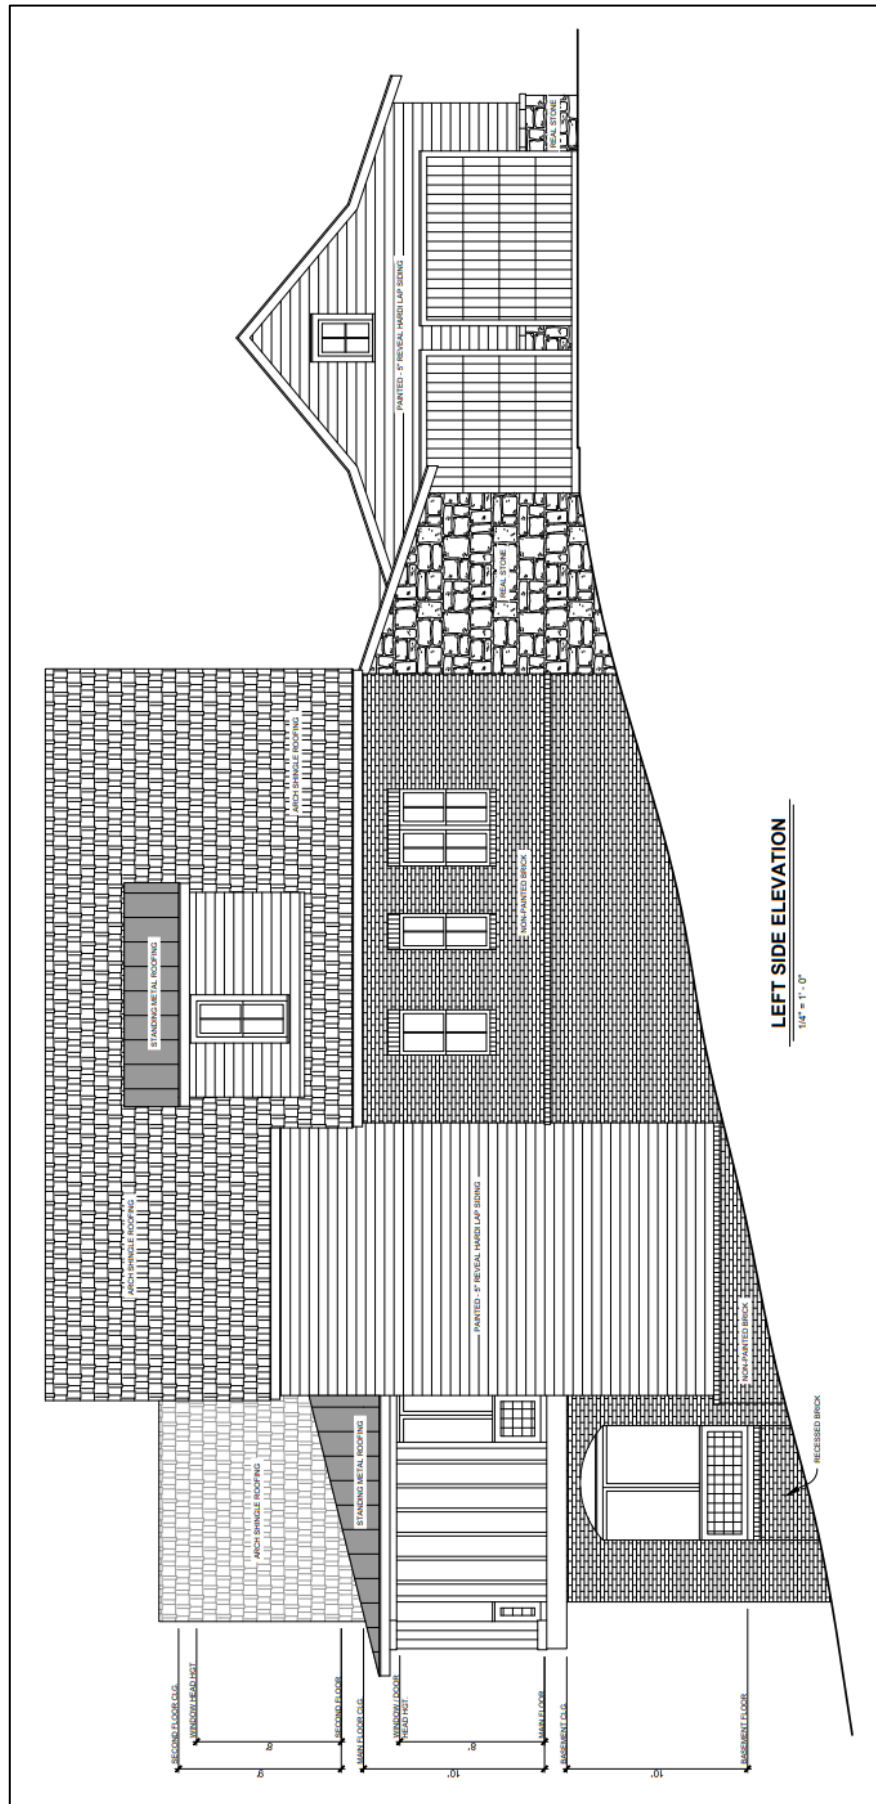 SECOND FLOOR CLG.
WINDOW HEAD HGT.
SECOND FLOOR
MAIN FLOOR CLG.
WINDOW / DOOR
HEAD HGT.
MAIN FLOOR
BASEMENT CLG.
BASEMENT FLOOR
9'
8'
10'
8'
10'
ARCH SHINGLE ROOFING
STANDING METAL ROOFING
ARCH SHINGLE ROOFING
STANDING METAL ROOFING
ARCH SHINGLE ROOFING
PAINTED - 5" REVEAL HARDI LAP SIDING
NON-PAINTED BRICK
REAL STONE
PAINTED - 5" REVEAL HARDI LAP SIDING
REAL STONE
NON-PAINTED BRICK
RECESSED BRICK
LEFT SIDE ELEVATION
1/4" = 1' - 0"